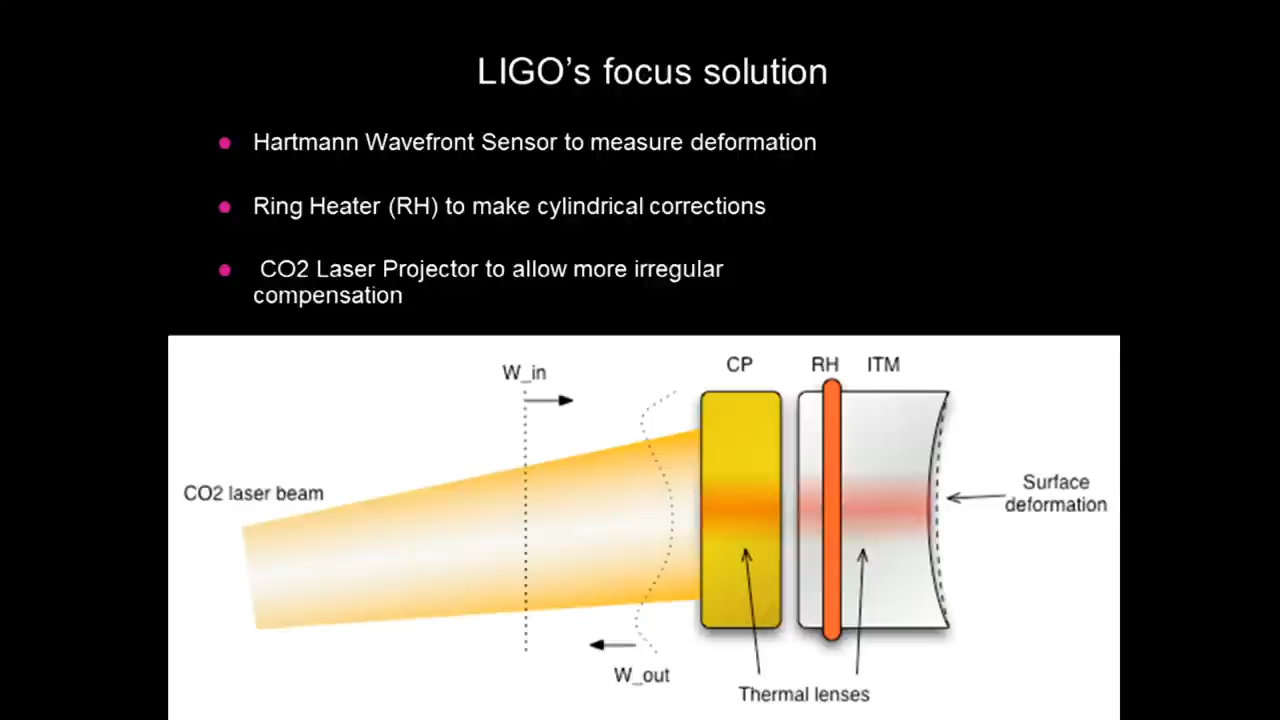 LIGO's focus solution
Hartmann Wavefront Sensor to measure deformation
Ring Heater (RH) to make cylindrical corrections
CO2 Laser Projector to allow more irregular
compensation
W_in
CP
RH
ITM
CO2 laser beam
Surface
deformation
W_out
Thermal lenses